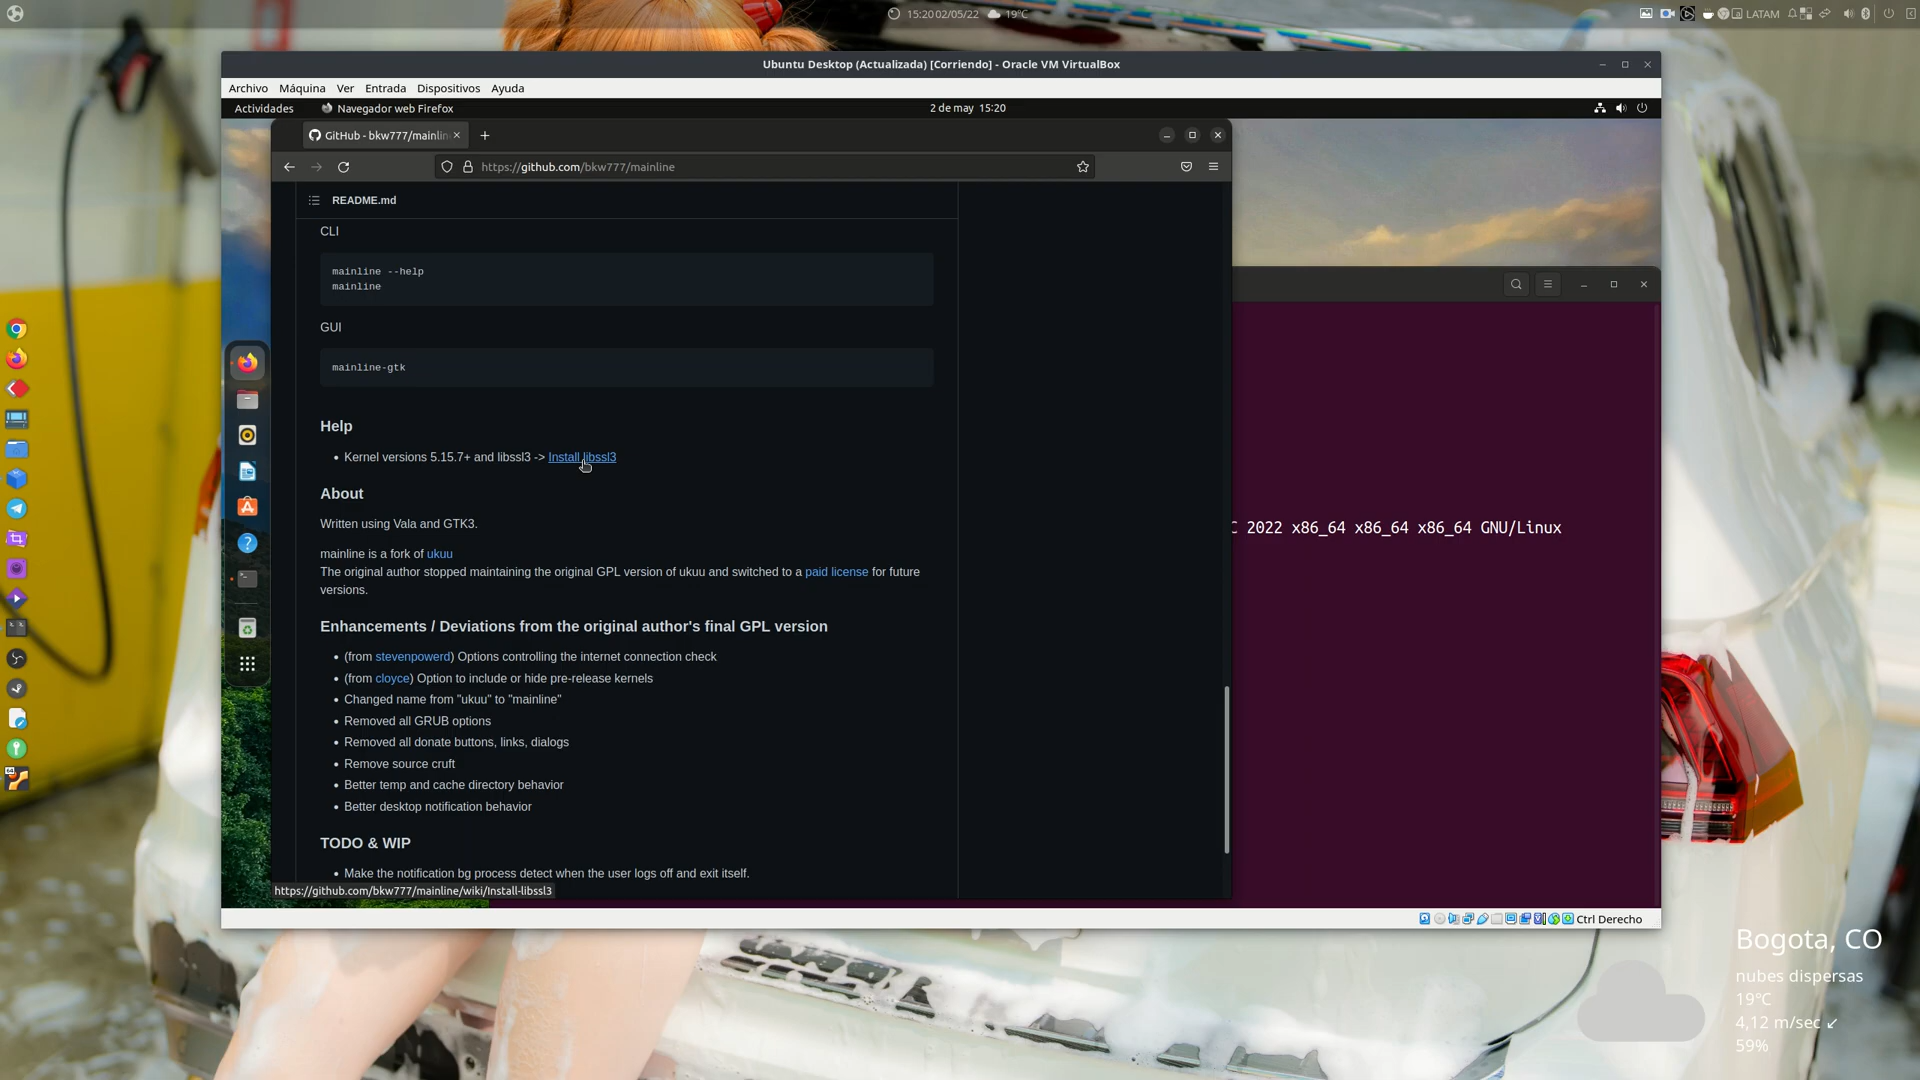 15:20 02/05/22 19°C
LATAM
Ubuntu Desktop (Actualizada) [Corriendo] - Oracle VM VirtualBox
Archivo Máquina Ver Entrada Dispositivos Ayuda
Actividades Navegador web Firefox 2 de may 15:20
GitHub - bkw777/mainlin
https://github.com/bkw777/mainline
README.md
CLI
mainline --help
mainline
GUI
mainline-gtk
Help
• Kernel versions 5.15.7+ and libssl3 -> Install libssl3
About
Written using Vala and GTK3.
mainline is a fork of ukuu
The original author stopped maintaining the original GPL version of ukuu and switched to a paid license for future
versions.
Enhancements / Deviations from the original author's final GPL version
• (from stevenpowerd) Options controlling the internet connection check
• (from cloyce) Option to include or hide pre-release kernels
• Changed name from "ukuu" to "mainline"
• Removed all GRUB options
• Removed all donate buttons, links, dialogs
• Remove source cruft
• Better temp and cache directory behavior
• Better desktop notification behavior
TODO & WIP
• Make the notification bg process detect when the user logs off and exit itself.
https://github.com/bkw777/mainline/wiki/Install-libssl3
C 2022 x86_64 x86_64 x86_64 GNU/Linux
Ctrl Derecho
Bogota, CO
nubes dispersas
19°C
4,12 m/sec ↙
59%